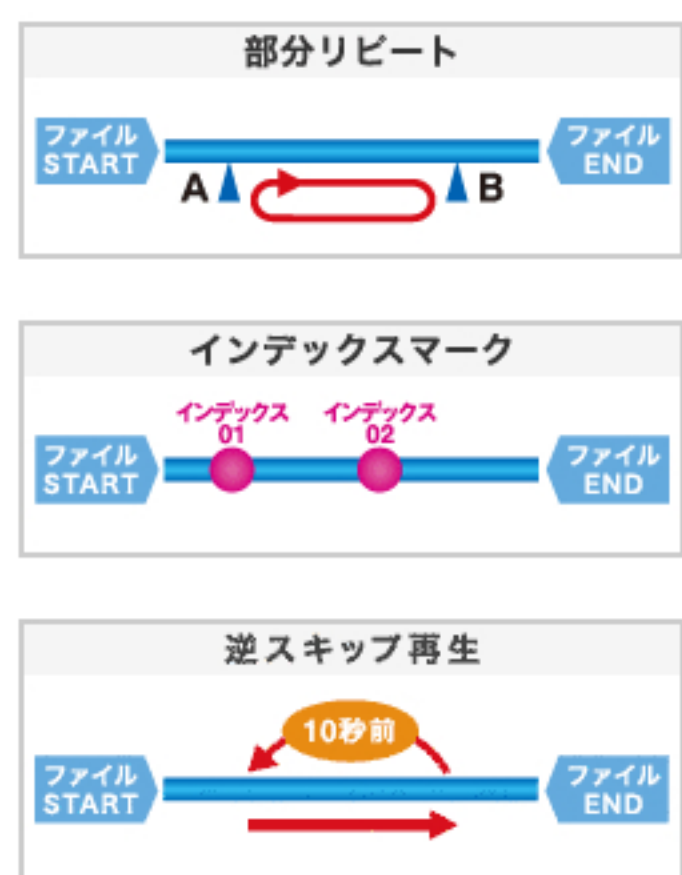 部分リピート
ファイル
START
A
B
ファイル
END
インデックスマーク
インデックス
01
インデックス
02
ファイル
START
ファイル
END
逆スキップ再生
10秒前
ファイル
START
ファイル
END